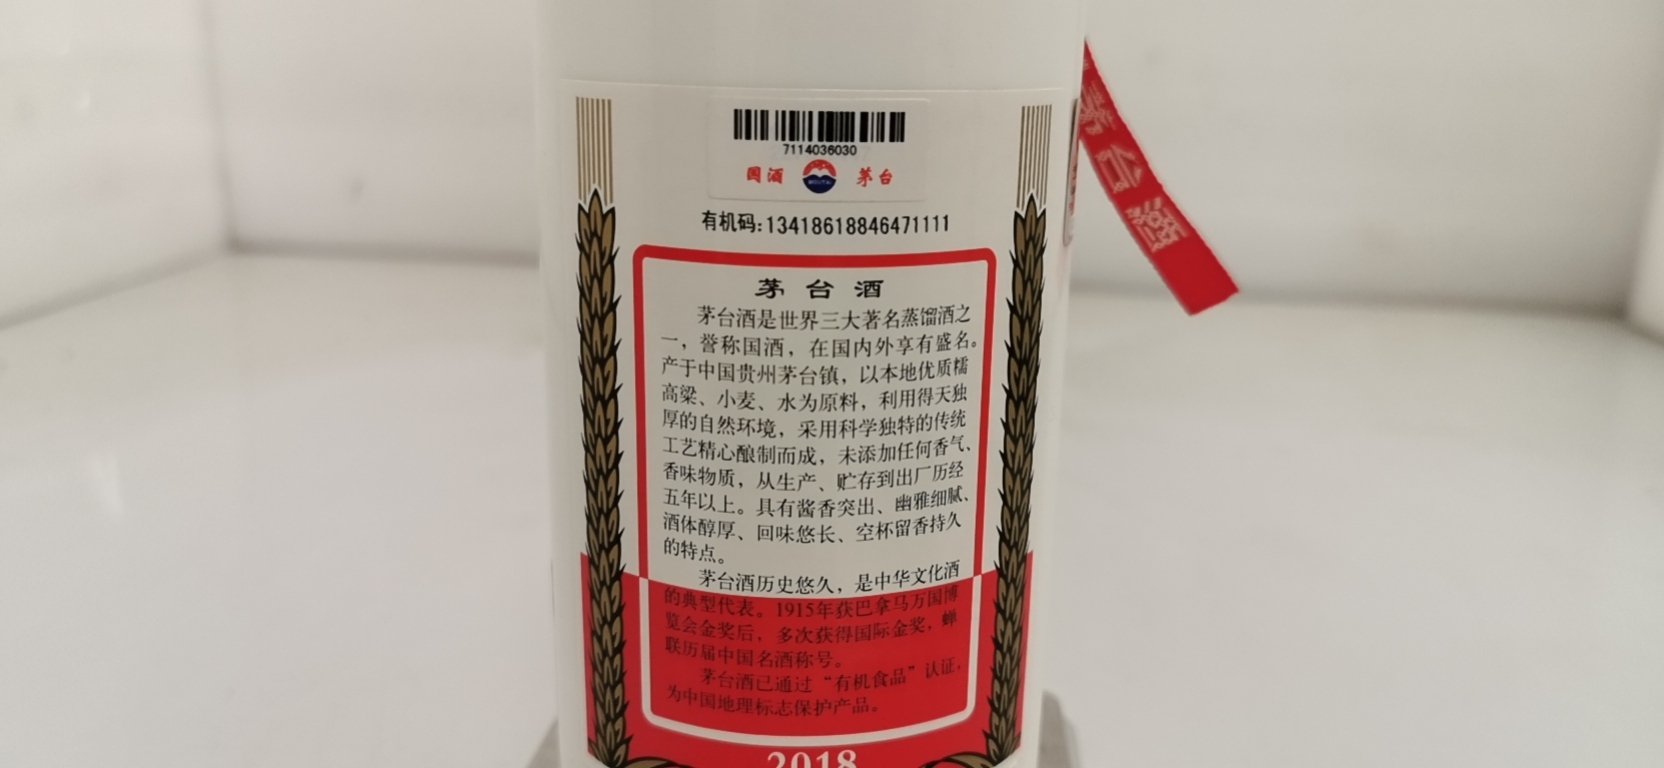 7114036030
国酒 茅台
有机码:13418618846471111
茅台酒
茅台酒是世界三大著名蒸馏酒之
一，誉称国酒，在国内外享有盛名。
产于中国贵州茅台镇，以本地优质糯
高粱、小麦、水为原料，利用得天独
厚的自然环境，采用科学独特的传统
工艺精心酿制而成，未添加任何香气、
香味物质，从生产、贮存到出厂历经
五年以上。具有酱香突出、幽雅细腻、
酒体醇厚、回味悠长、空杯留香持久
的特点。
茅台酒历史悠久，是中华文化酒
的典型代表。1915年获巴拿马万国博
览会金奖后，多次获得国际金奖，蝉
联历届中国名酒称号。
茅台酒已通过“有机食品”认证，
为中国地理标志保护产品。
2018